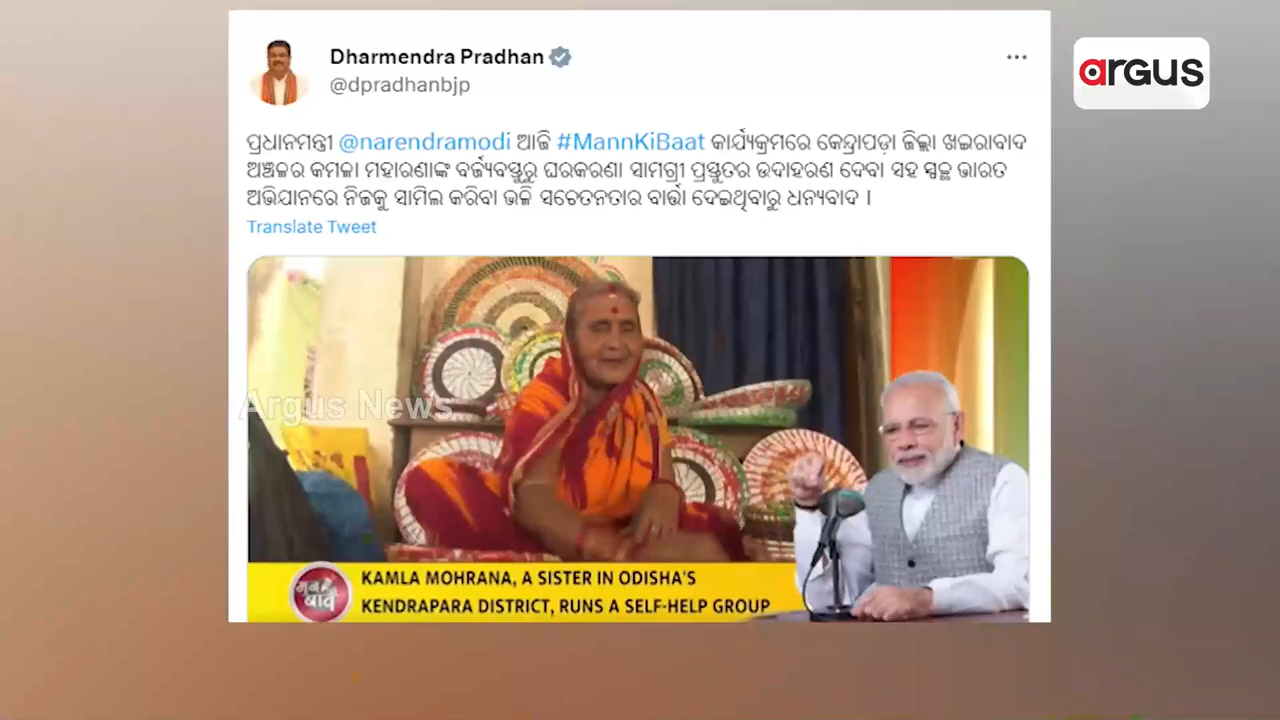 Dharmendra Pradhan
@dpradhanbjp
argus
ପ୍ରଧାନମନ୍ତ୍ରୀ @narendramodi ଆଜି #MannKiBaat କାର୍ଯ୍ୟକ୍ରମରେ କେନ୍ଦ୍ରାପଡ଼ା ଜିଲ୍ଲା ଖଇରାବାଦ
ଅଞ୍ଚଳର କମଳା ମହାରଣାଙ୍କ ବର୍ଜ୍ୟବସ୍ତୁରୁ ଘରକରଣା ସାମଗ୍ରୀ ପ୍ରସ୍ତୁତର ଉଦାହରଣ ଦେବା ସହ ସ୍ବଚ୍ଛ ଭାରତ
ଅଭିଯାନରେ ନିଜକୁ ସାମିଲ କରିବା ଭଳି ସଚେତନତାର ବାର୍ତ୍ତା ଦେଇଥିବାରୁ ଧନ୍ୟବାଦ ।
Translate Tweet
Argus News
मन की
बात
KAMLA MOHRANA, A SISTER IN ODISHA'S
KENDRAPARA DISTRICT, RUNS A SELF-HELP GROUP